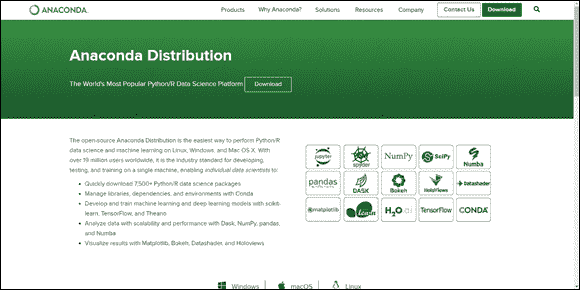 ANACONDA.
Products Why Anaconda? Solutions Resources Company Contact Us Download
Anaconda Distribution
The World's Most Popular Python/R Data Science Platform Download
The open-source Anaconda Distribution is the easiest way to perform Python/R
data science and machine learning on Linux, Windows, and Mac OS X. With
over 19 million users worldwide, it is the industry standard for developing,
testing, and training on a single machine, enabling individual data scientists to:
Quickly download 7,500+ Python/R data science packages
Manage libraries, dependencies, and environments with Conda
Develop and train machine learning and deep learning models with scikit-
learn, TensorFlow, and Theano
Analyze data with scalability and performance with Dask, NumPy, pandas,
and Numba
Visualize results with Matplotlib, Bokeh, Datashader, and Holoviews
jupyter spyder NumPy SciPy Numba
pandas DASK Bokeh HoloViews Datashader
matplotlib learn H2O.ai TensorFlow CONDA
Windows macOS Linux